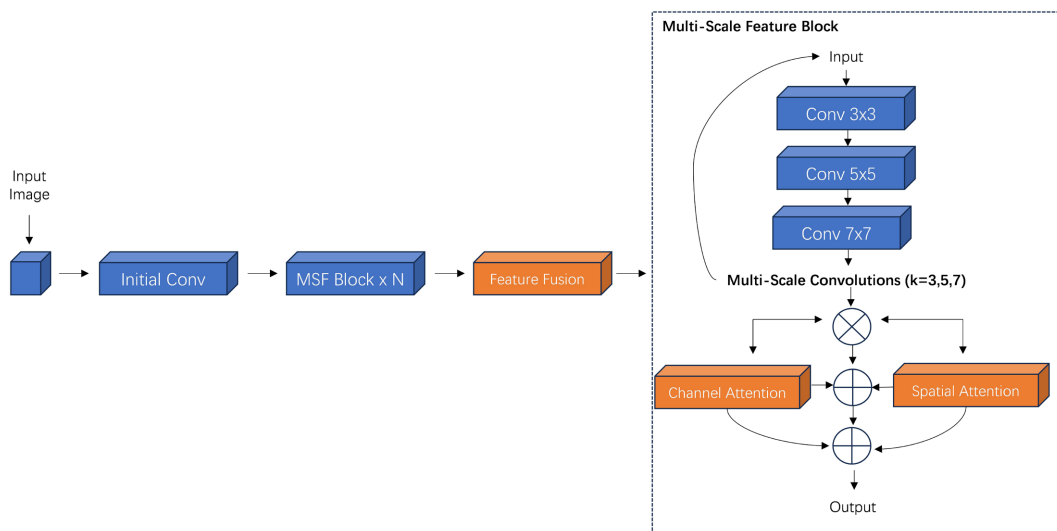 Multi-Scale Feature Block
Input
Conv 3x3
Conv 5x5
Conv 7x7
Multi-Scale Convolutions (k=3,5,7)
Channel Attention
Spatial Attention
Output
Input
Image
Initial Conv
MSF Block x N
Feature Fusion